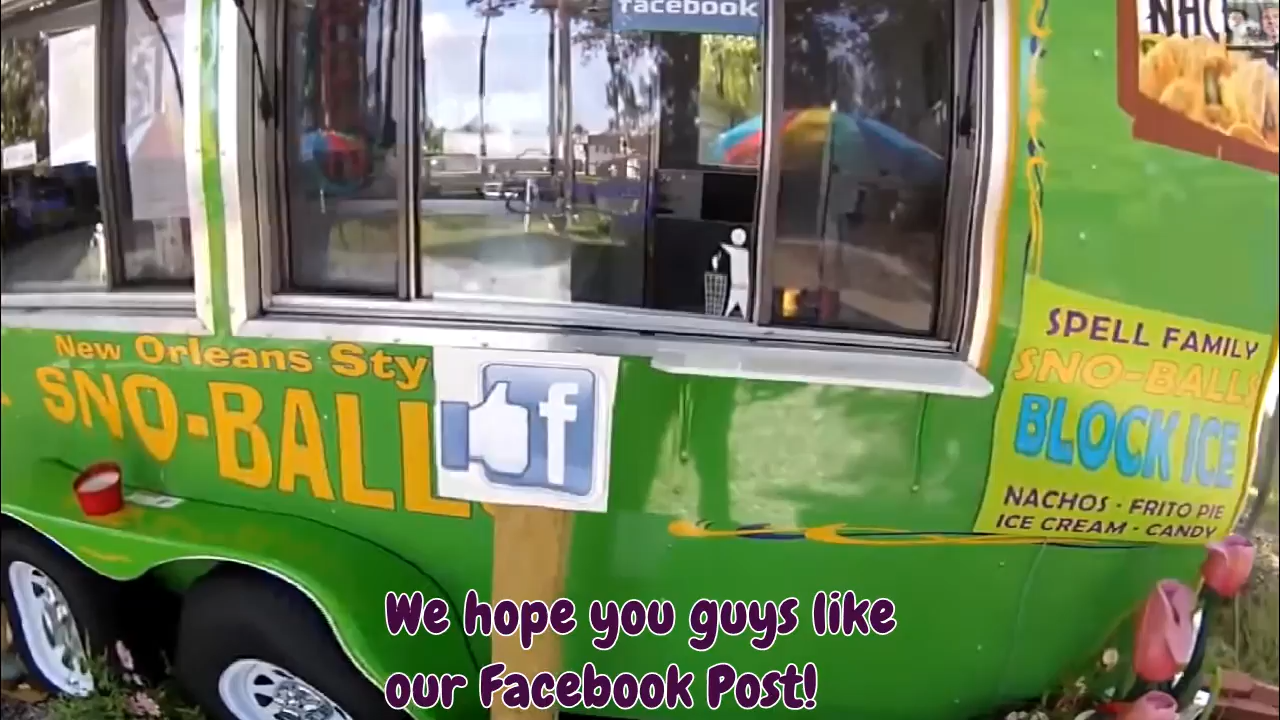 facebook
NAC
New Orleans Sty
SNO-BALL
f
SPELL FAMILY
SNO-BALLS
BLOCK ICE
NACHOS · FRITO PIE
ICE CREAM · CANDY
We hope you guys like
our Facebook Post!